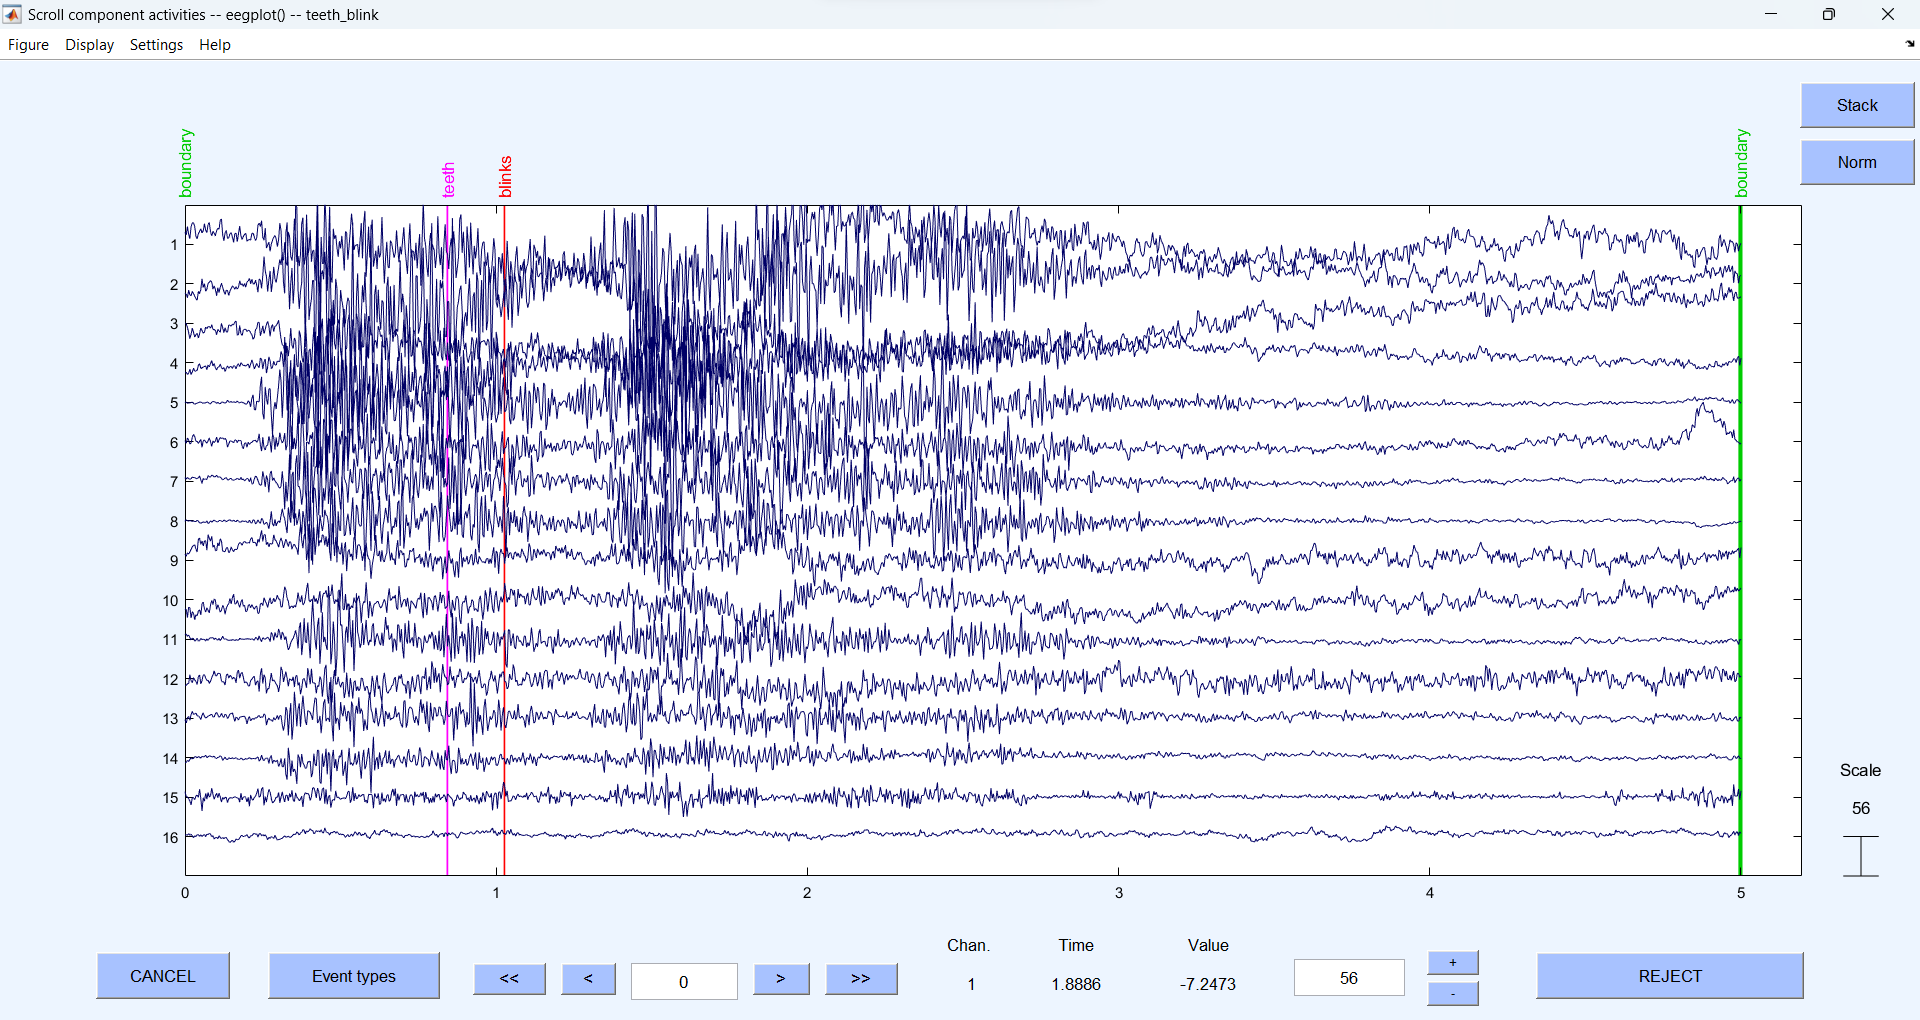 Scroll component activities -- eegplot() -- teeth_blink
Figure Display Settings Help
Stack
Norm
boundary
teeth
blinks
boundary
1
2
3
4
5
6
7
8
9
10
11
12
13
14
15
16
0 1 2 3 4 5
Scale
56
Chan. Time Value
1 1.8886 -7.2473
CANCEL Event types << < 0 > >> 56 + - REJECT